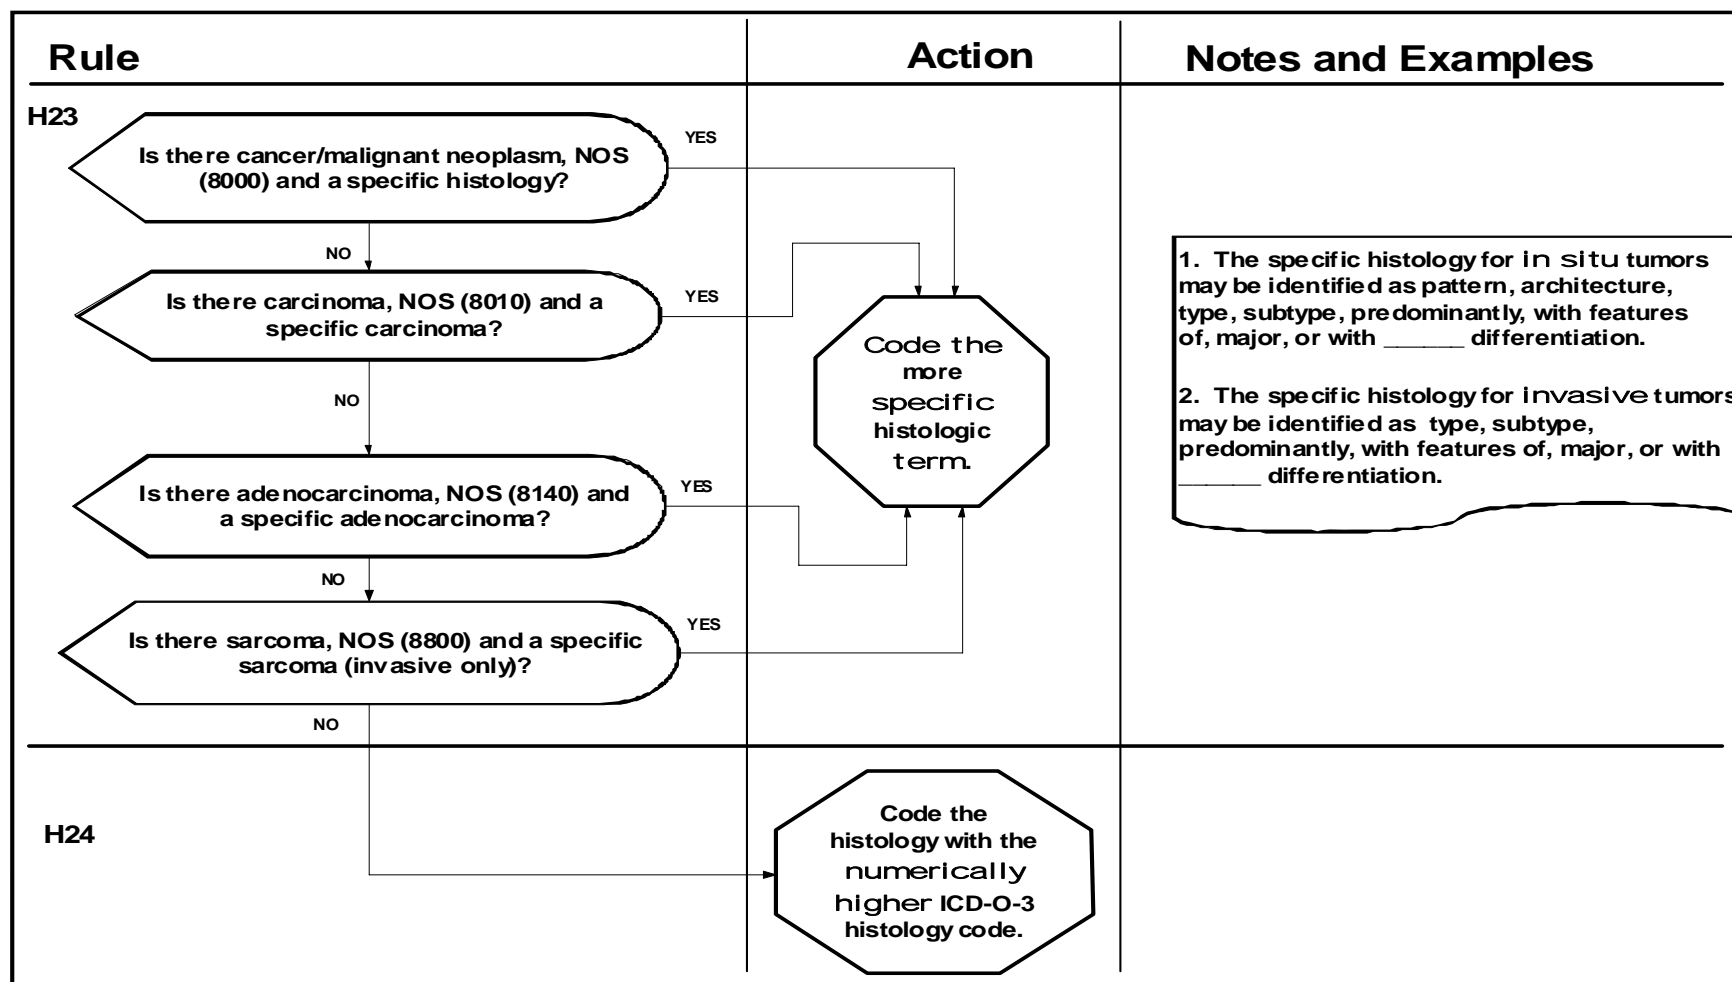 Rule
Action
Notes and Examples
H23
Is there cancer/malignant neoplasm, NOS
(8000) and a specific histology?
YES
NO
Is there carcinoma, NOS (8010) and a
specific carcinoma?
YES
NO
Is there adenocarcinoma, NOS (8140) and
a specific adenocarcinoma?
YES
NO
Is there sarcoma, NOS (8800) and a specific
sarcoma (invasive only)?
YES
NO
Code the
more
specific
histologic
term.
1. The specific histology for in situ tumors
may be identified as pattern, architecture,
type, subtype, predominantly, with features
of, major, or with ______ differentiation.
2. The specific histology for invasive tumors
may be identified as type, subtype,
predominantly, with features of, major, or with
______ differentiation.
H24
Code the
histology with the
numerically
higher ICD-O-3
histology code.